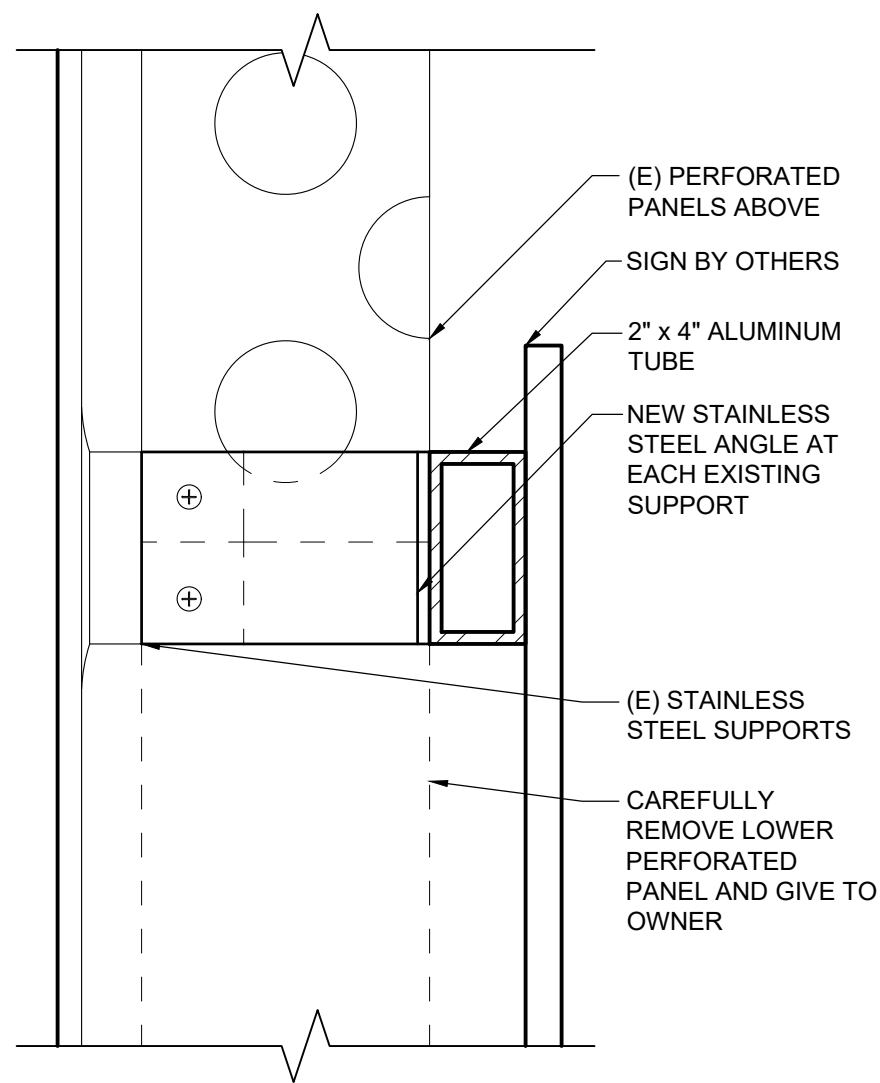 (E) PERFORATED
PANELS ABOVE
SIGN BY OTHERS
2" x 4" ALUMINUM
TUBE
NEW STAINLESS
STEEL ANGLE AT
EACH EXISTING
SUPPORT
(E) STAINLESS
STEEL SUPPORTS
CAREFULLY
REMOVE LOWER
PERFORATED
PANEL AND GIVE TO
OWNER